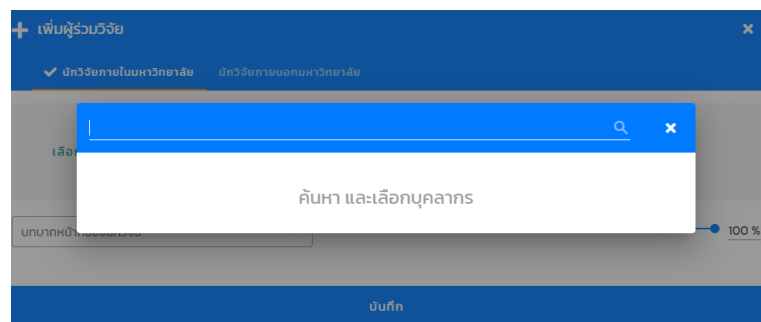 เพิ่มผู้ร่วมวิจัย
นักวิจัยภายในมหาวิทยาลัย นักวิจัยภายนอกมหาวิทยาลัย
ค้นหา และเลือกบุคลากร
100 %
บันทึก